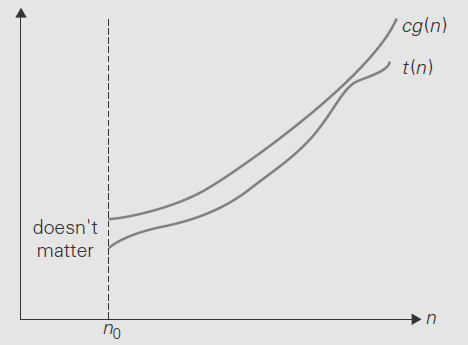 cg(n)
t(n)
doesn't
matter
n
n0